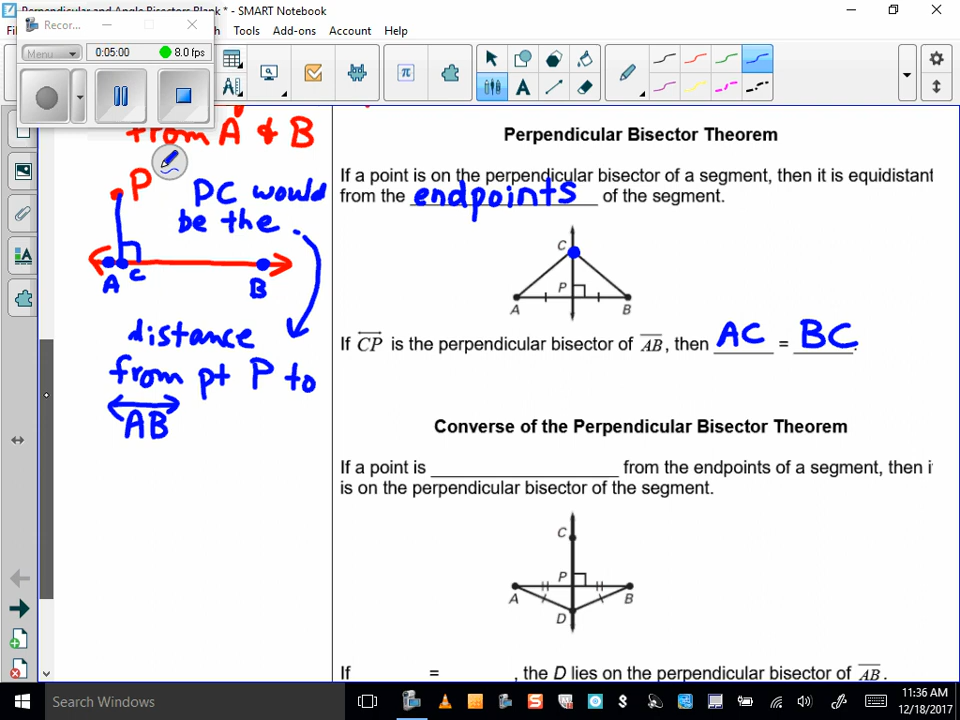 Perpendicular and Angle Bisectors Blank * - SMART Notebook
Recor...
Tools Add-ons Account Help
Menu
0:05:00
8.0 fps
from A & B
P
PC would
be the
A
C
B
distance
from pt P to
AB
Perpendicular Bisector Theorem
If a point is on the perpendicular bisector of a segment, then it is equidistant
from the endpoints of the segment.
C
P
A
B
If CP is the perpendicular bisector of AB, then AC = BC.
Converse of the Perpendicular Bisector Theorem
If a point is ____________________ from the endpoints of a segment, then i
is on the perpendicular bisector of the segment.
C
P
A
B
D
If ________ = ________, the D lies on the perpendicular bisector of AB.
Search Windows
11:36 AM
12/18/2017